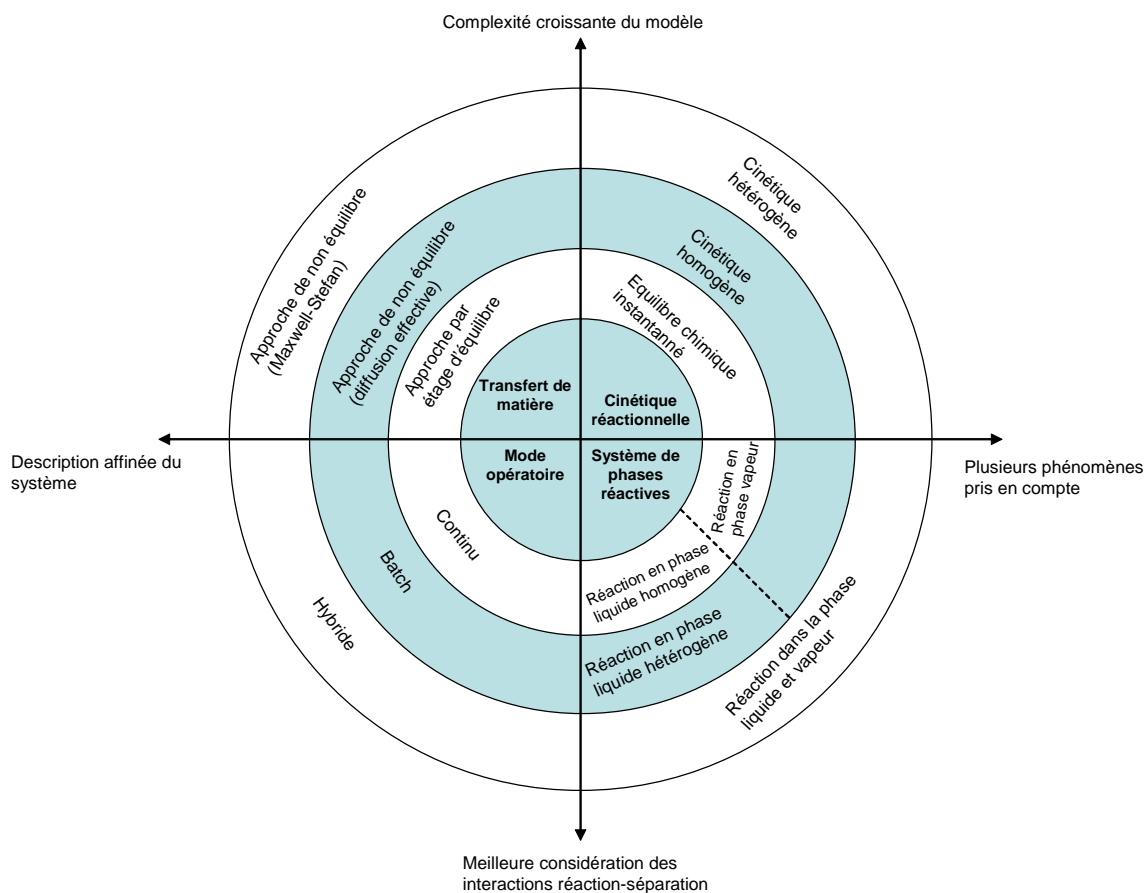 Complexité croissante du modèle
Cinétique
hétérogène
Cinétique
homogène
Equilibre chimique
instantanné
Approche de non équilibre
(Maxwell-Stefan)
Approche de non équilibre
(diffusion effective)
Approche par
étage d'équilibre
Transfert de
matière
Cinétique
réactionnelle
Description affinée du
système
Plusieurs phénomènes
pris en compte
Mode
opératoire
Système de
phases
réactives
Continu
Batch
Hybride
Réaction en
phase vapeur
Réaction en phase
liquide homogène
Réaction en phase
liquide hétérogène
Réaction dans la phase
liquide et vapeur
Meilleure considération des
interactions réaction-séparation